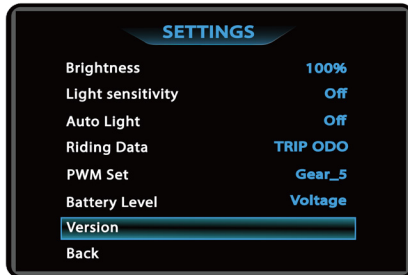 SETTINGS
Brightness 100%
Light sensitivity Off
Auto Light Off
Riding Data TRIP ODO
PWM Set Gear_5
Battery Level Voltage
Version
Back